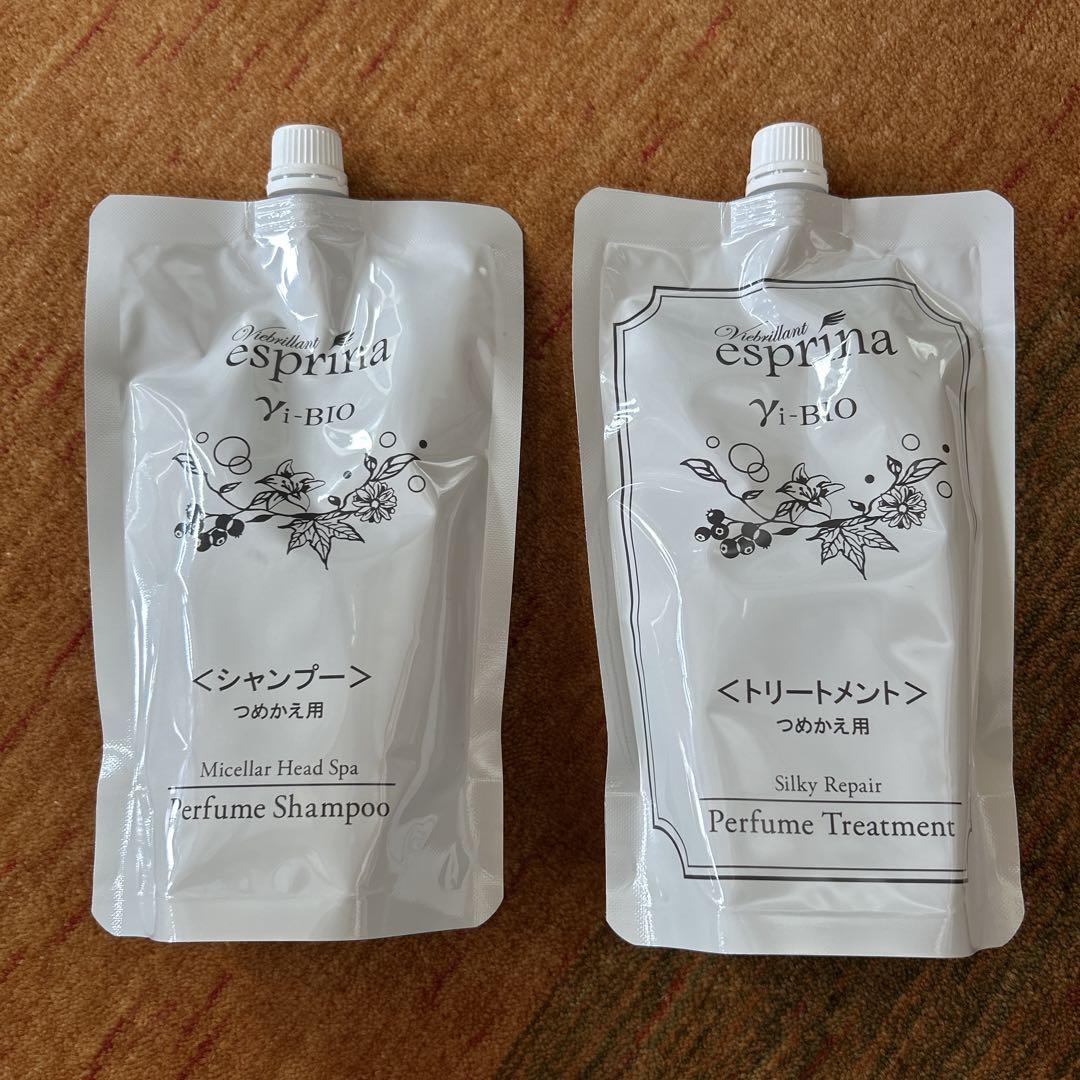 Viebrillant
esprina
γi-BIO
<シャンプー>
つめかえ用
Micellar Head Spa
Perfume Shampoo
Viebrillant
esprina
γi-BIO
<トリートメント>
つめかえ用
Silky Repair
Perfume Treatment